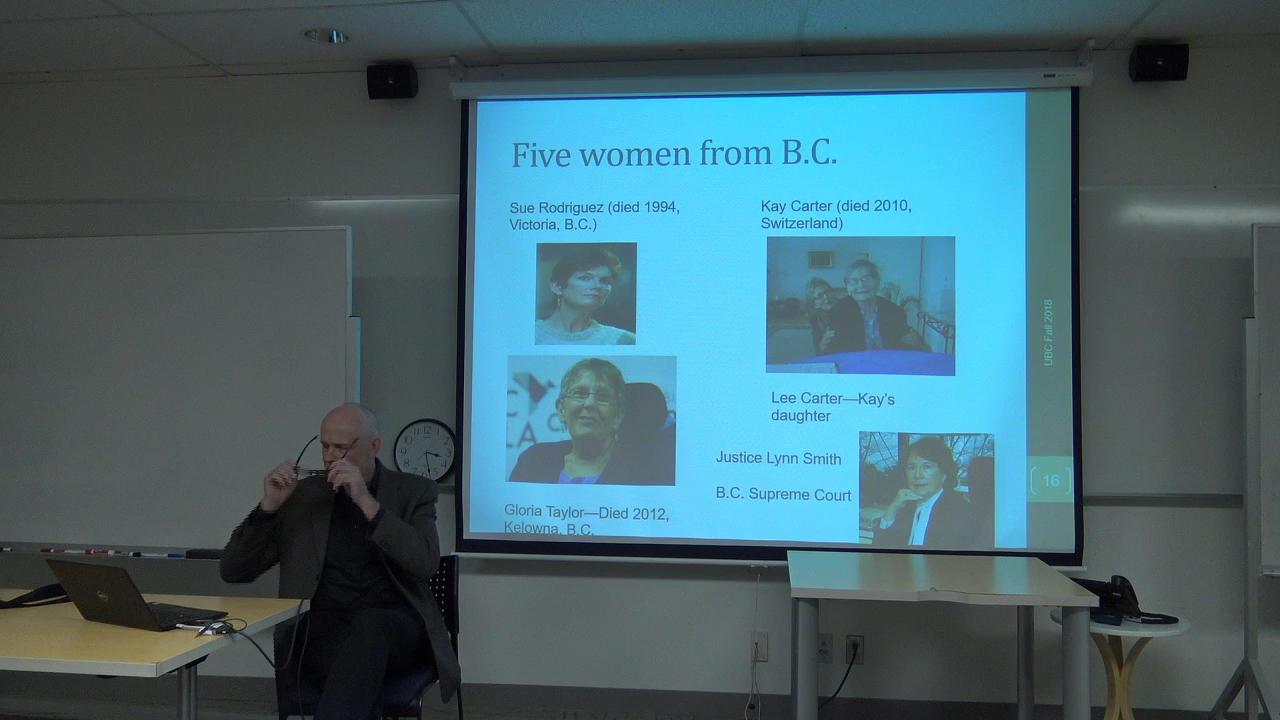 Five women from B.C.
Sue Rodriguez (died 1994,
Victoria, B.C.)
Kay Carter (died 2010,
Switzerland)
Lee Carter—Kay's
daughter
Justice Lynn Smith
B.C. Supreme Court
Gloria Taylor—Died 2012,
Kelowna, B.C.
UBC Fall 2018
16